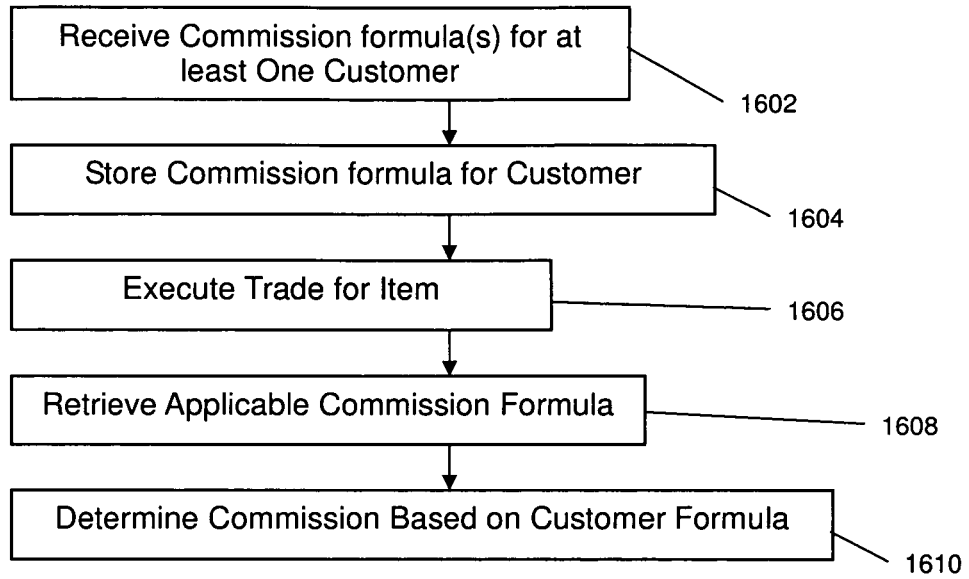 Receive Commission formula(s) for at
least One Customer
1602
Store Commission formula for Customer
1604
Execute Trade for Item
1606
Retrieve Applicable Commission Formula
1608
Determine Commission Based on Customer Formula
1610